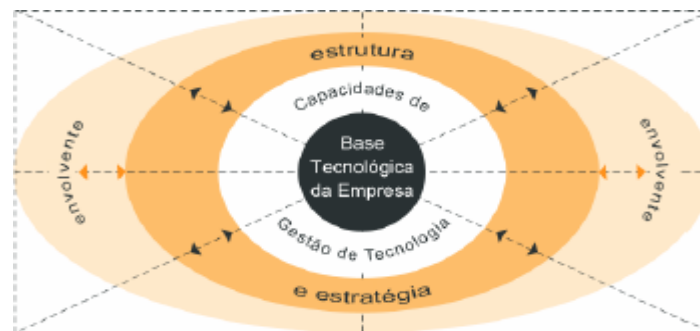 estrutura
Capacidades de
Base
Tecnológica
da Empresa
Gestão de Tecnologia
e estratégia
envolvente
envolvente